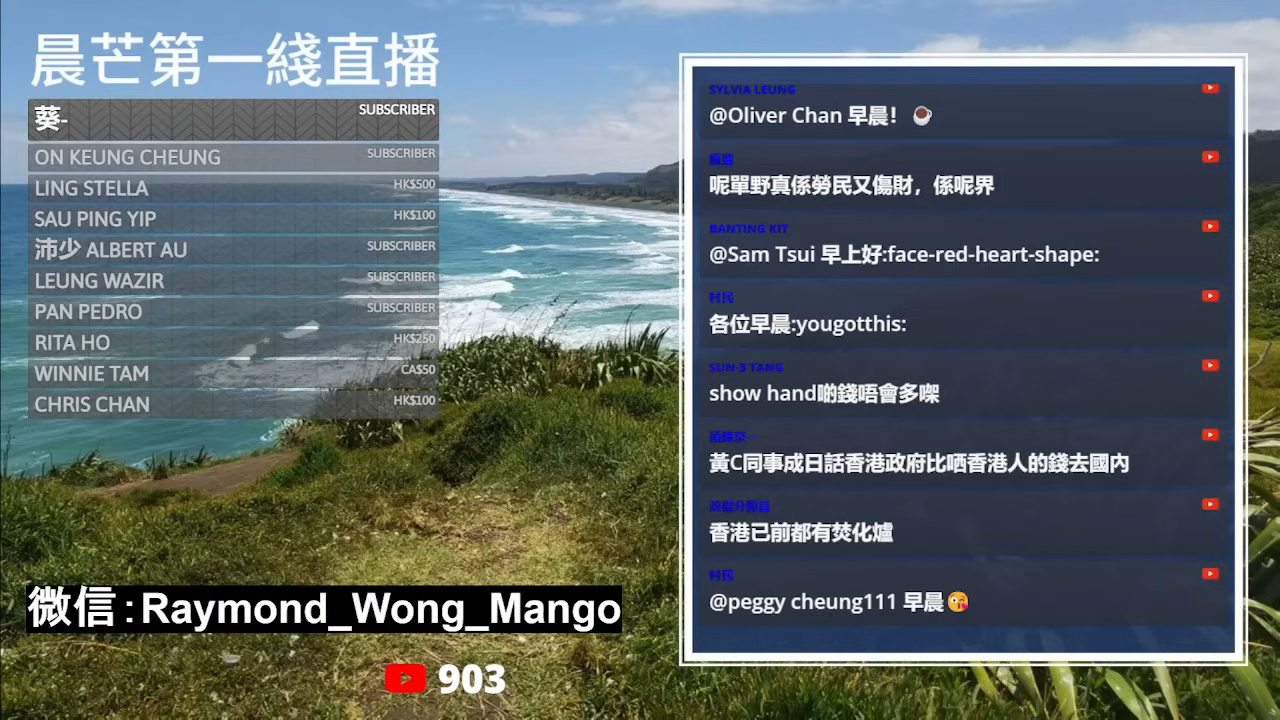 晨芒第一綫直播
葵- SUBSCRIBER
ON KEUNG CHEUNG SUBSCRIBER
LING STELLA HK$500
SAU PING YIP HK$100
沛少 ALBERT AU SUBSCRIBER
LEUNG WAZIR SUBSCRIBER
PAN PEDRO SUBSCRIBER
RITA HO HK$250
WINNIE TAM CA$50
CHRIS CHAN HK$100
微信:Raymond_Wong_Mango
903
SYLVIA LEUNG
@Oliver Chan 早晨! ☕
呢單野真係勞民又傷財，係呢界
BANTING KIT
@Sam Tsui 早上好:face-red-heart-shape:
村民
各位早晨:yougotthis:
SUN-3 TANG
show hand啲錢唔會多㗎
黃C同事成日話香港政府比哂香港人的錢去國內
香港已前都有焚化爐
村民
@peggy cheung111 早晨😘